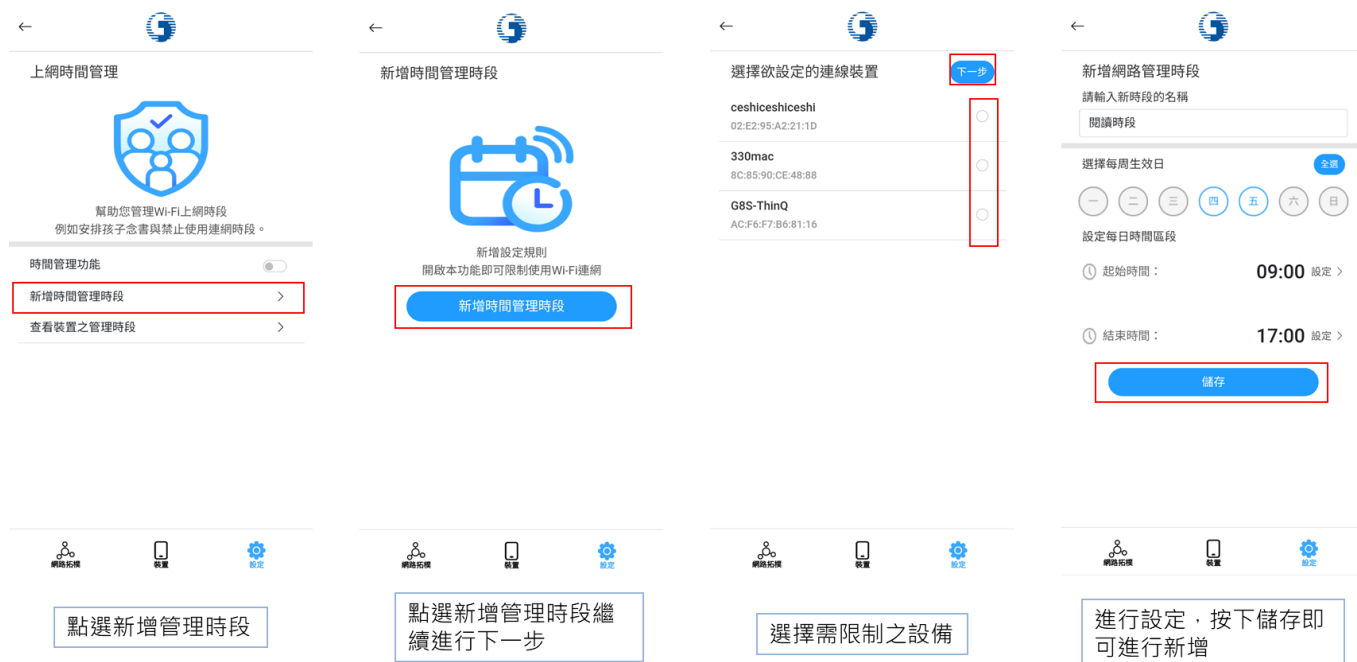 上網時間管理
幫助您管理Wi-Fi上網時段
例如安排孩子念書與禁止使用連網時段。
時間管理功能
新增時間管理時段
查看裝置之管理時段
網路拓樸
裝置
設定
點選新增管理時段
新增時間管理時段
新增設定規則
開啟本功能即可限制使用Wi-Fi連網
新增時間管理時段
網路拓樸
裝置
設定
點選新增管理時段繼
續進行下一步
選擇欲設定的連線裝置
下一步
ceshiceshiceshi
02:E2:95:A2:21:1D
330mac
8C:85:90:CE:48:88
G8S-ThinQ
AC:F6:F7:B6:81:16
網路拓樸
裝置
設定
選擇需限制之設備
新增網路管理時段
請輸入新時段的名稱
閱讀時段
選擇每周生效日
全選
一 二 三 四 五 六 日
設定每日時間區段
起始時間： 09:00 設定
結束時間： 17:00 設定
儲存
網路拓樸
裝置
設定
進行設定，按下儲存即
可進行新增